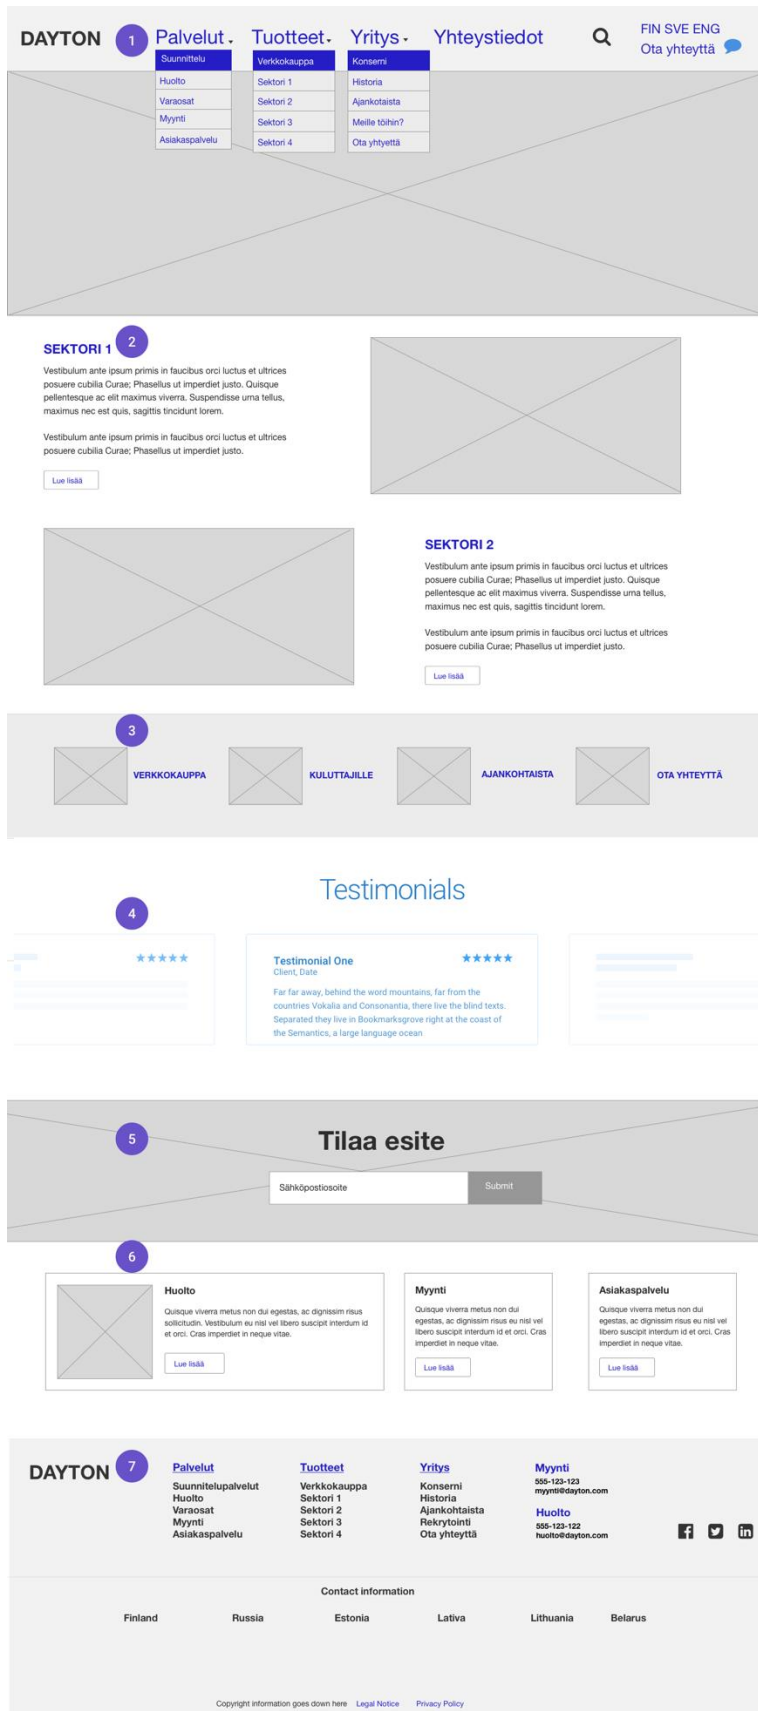 DAYTON
1
Palvelut
Tuotteet
Yritys
Yhteystiedot
FIN SVE ENG
Ota yhteyttä
Suunnittelu
Huolto
Varaosat
Myynti
Asiakaspalvelu
Verkkokauppa
Sektori 1
Sektori 2
Sektori 3
Sektori 4
Konserni
Historia
Ajankotaista
Meille töihin?
Ota yhtyettä
2
SEKTORI 1
Vestibulum ante ipsum primis in faucibus orci luctus et ultrices
posuere cubilia Curae; Phasellus ut imperdiet justo. Quisque
pellentesque ac elit maximus viverra. Suspendisse urna tellus,
maximus nec est quis, sagittis tincidunt lorem.
Vestibulum ante ipsum primis in faucibus orci luctus et ultrices
posuere cubilia Curae; Phasellus ut imperdiet justo.
Lue lisää
SEKTORI 2
Vestibulum ante ipsum primis in faucibus orci luctus et ultrices
posuere cubilia Curae; Phasellus ut imperdiet justo. Quisque
pellentesque ac elit maximus viverra. Suspendisse urna tellus,
maximus nec est quis, sagittis tincidunt lorem.
Vestibulum ante ipsum primis in faucibus orci luctus et ultrices
posuere cubilia Curae; Phasellus ut imperdiet justo.
Lue lisää
3
VERKKOKAUPPA
KULUTTAJILLE
AJANKOHTAISTA
OTA YHTEYTTÄ
Testimonials
4
Testimonial One
Client, Date
Far far away, behind the word mountains, far from the
countries Vokalia and Consonantia, there live the blind texts.
Separated they live in Bookmarksgrove right at the coast of
the Semantics, a large language ocean
5
Tilaa esite
Sähköpostiosoite
Submit
6
Huolto
Quisque viverra metus non dui egestas, ac dignissim risus
sollicitudin. Vestibulum eu nisl vel libero suscipit interdum id
et orci. Cras imperdiet in neque vitae.
Lue lisää
Myynti
Quisque viverra metus non dui
egestas, ac dignissim risus eu nisl vel
libero suscipit interdum id et orci. Cras
imperdiet in neque vitae.
Lue lisää
Asiakaspalvelu
Quisque viverra metus non dui
egestas, ac dignissim risus eu nisl vel
libero suscipit interdum id et orci. Cras
imperdiet in neque vitae.
Lue lisää
DAYTON
7
Palvelut
Suunnitelupalvelut
Huolto
Varaosat
Myynti
Asiakaspalvelu
Tuotteet
Verkkokauppa
Sektori 1
Sektori 2
Sektori 3
Sektori 4
Yritys
Konserni
Historia
Ajankohtaista
Rekrytointi
Ota yhteyttä
Myynti
555-123-123
myynti@dayton.com
Huolto
555-123-122
huolto@dayton.com
Contact information
Finland Russia Estonia Lativa Lithuania Belarus
Copyright information goes down here Legal Notice Privacy Policy